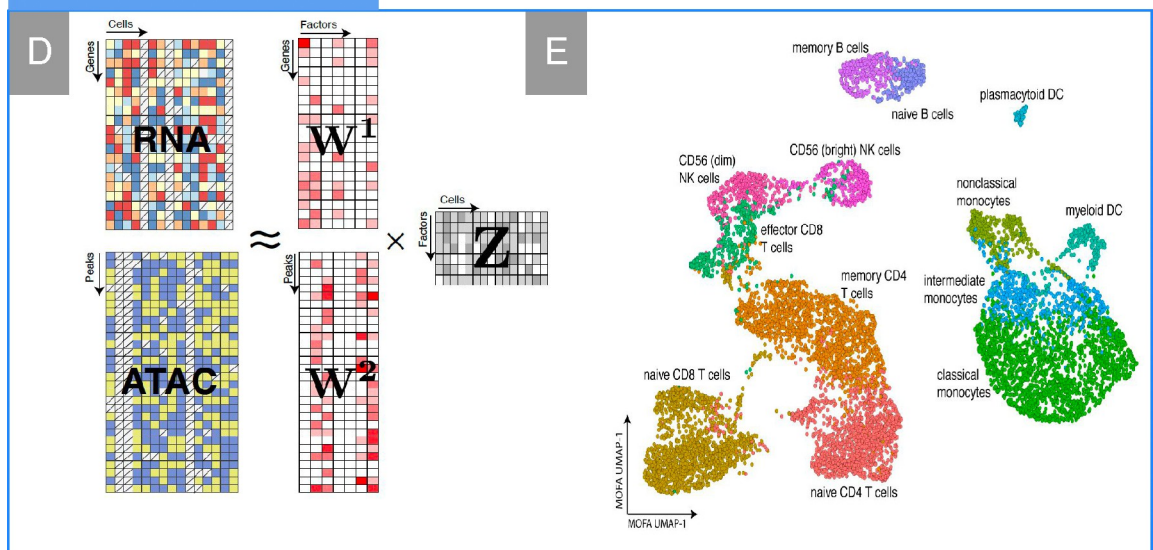 D
Cells
Genes
RNA
Factors
Genes
W1
≈
×
Cells
Factors
Z
Peaks
ATAC
Peaks
W2
E
memory B cells
naive B cells
plasmacytoid DC
CD56 (dim)
NK cells
CD56 (bright) NK cells
effector CD8
T cells
nonclassical
monocytes
myeloid DC
memory CD4
T cells
intermediate
monocytes
naive CD8 T cells
classical
monocytes
naive CD4 T cells
MOFA UMAP-1
MOFA UMAP-1